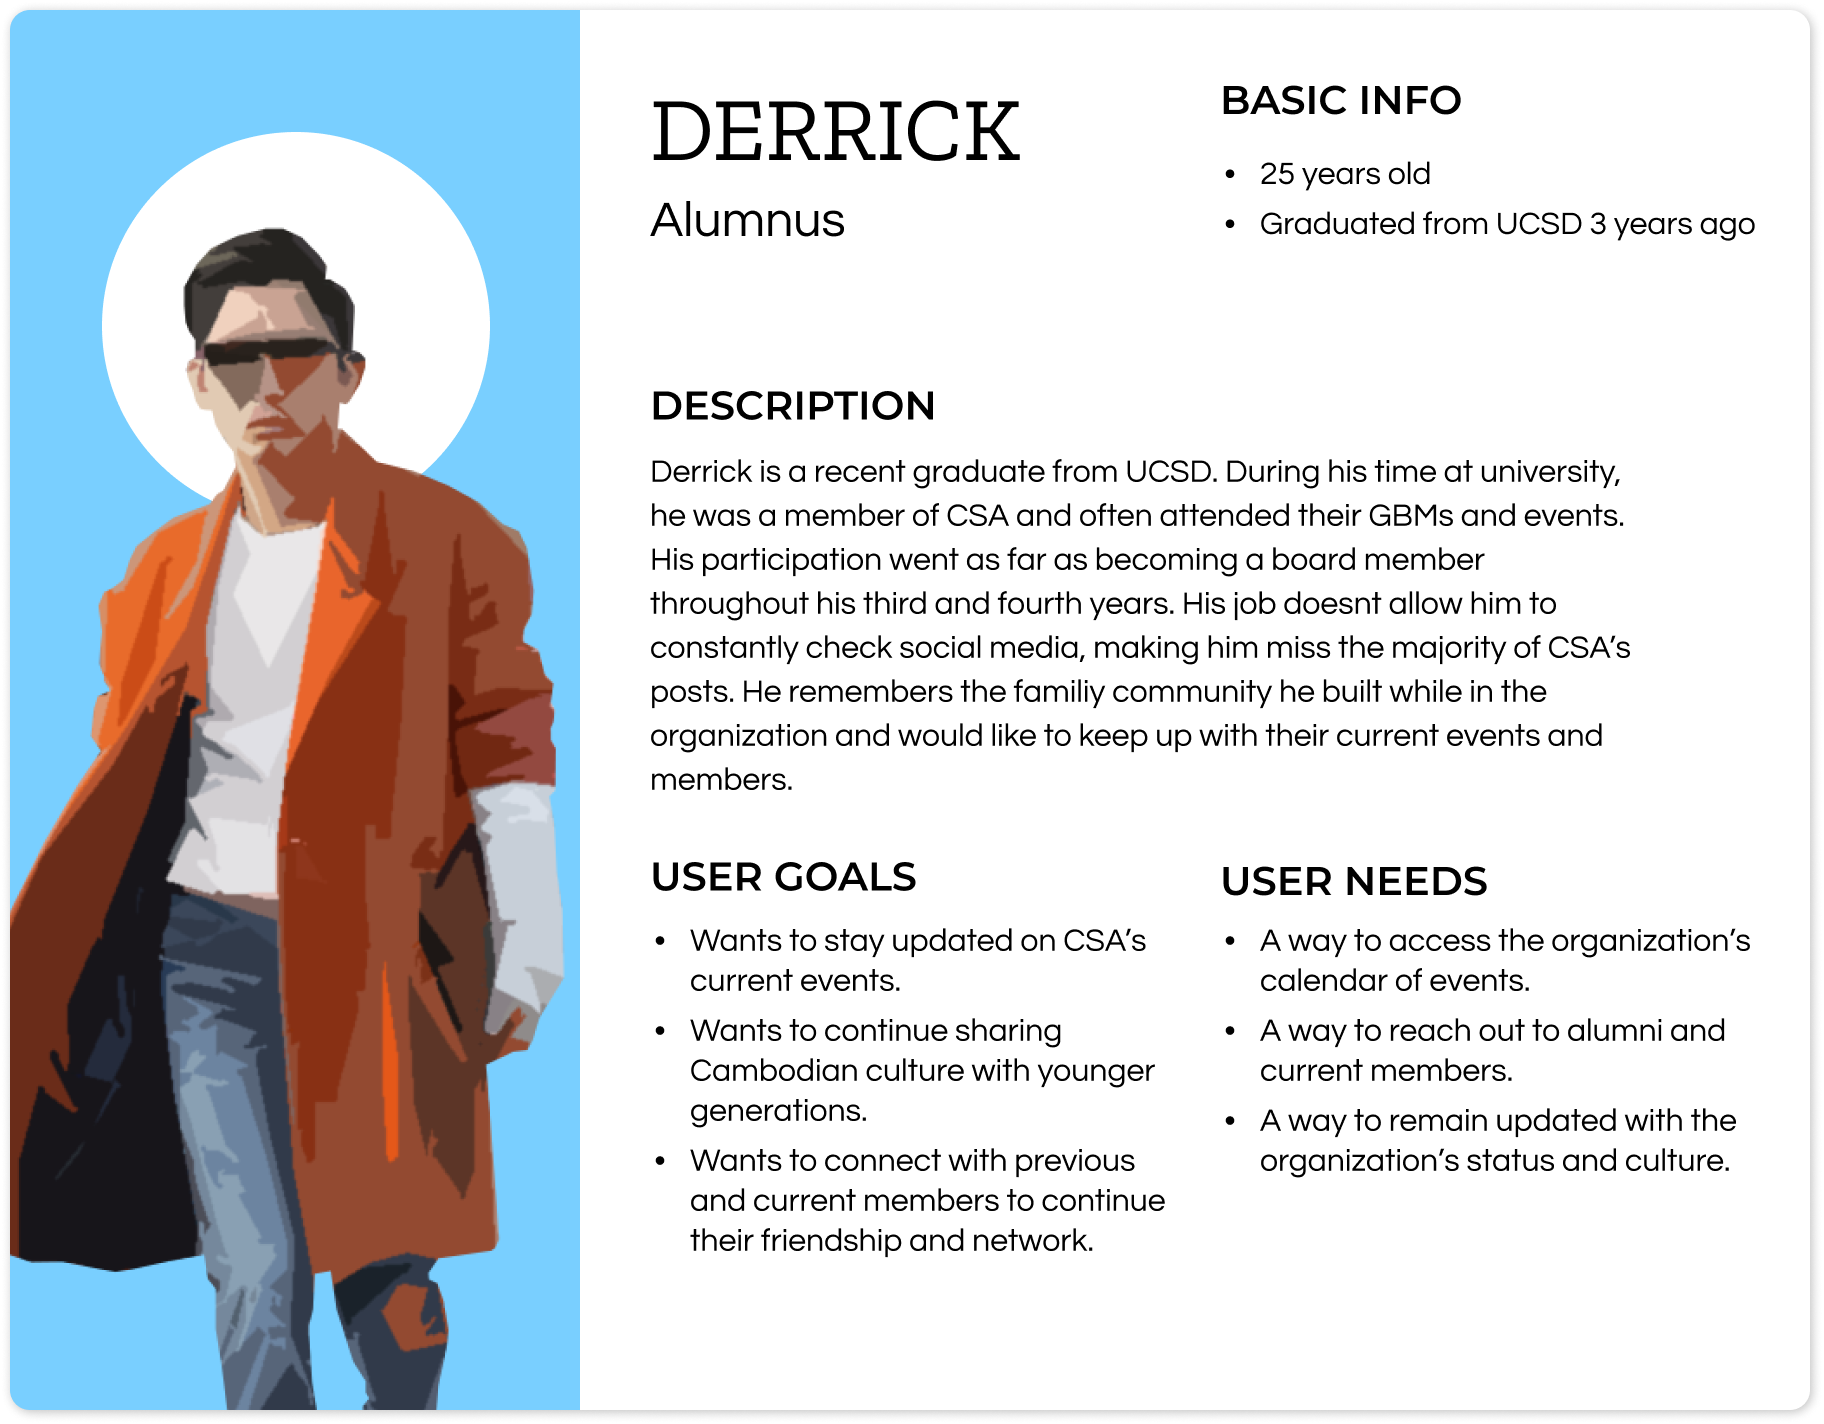 DERRICK
Alumnus
BASIC INFO
• 25 years old
• Graduated from UCSD 3 years ago
DESCRIPTION
Derrick is a recent graduate from UCSD. During his time at university,
he was a member of CSA and often attended their GBMs and events.
His participation went as far as becoming a board member
throughout his third and fourth years. His job doesnt allow him to
constantly check social media, making him miss the majority of CSA’s
posts. He remembers the familiy community he built while in the
organization and would like to keep up with their current events and
members.
USER GOALS
• Wants to stay updated on CSA’s
current events.
• Wants to continue sharing
Cambodian culture with younger
generations.
• Wants to connect with previous
and current members to continue
their friendship and network.
USER NEEDS
• A way to access the organization’s
calendar of events.
• A way to reach out to alumni and
current members.
• A way to remain updated with the
organization’s status and culture.